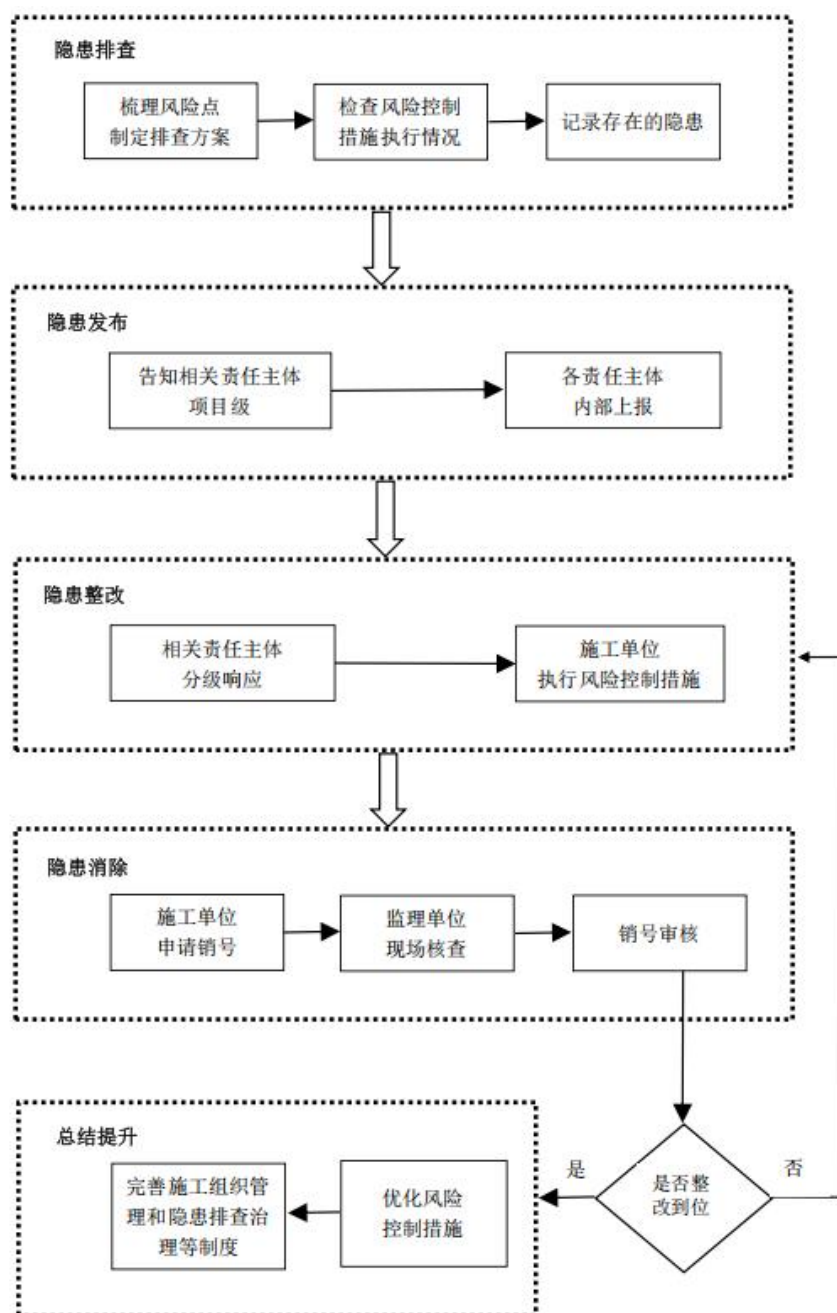 隐患排查
梳理风险点
制定排查方案
检查风险控制
措施执行情况
记录存在的隐患
隐患发布
告知相关责任主体
项目级
各责任主体
内部上报
隐患整改
相关责任主体
分级响应
施工单位
执行风险控制措施
隐患消除
施工单位
申请销号
监理单位
现场核查
销号审核
是否整
改到位
是
否
总结提升
优化风险
控制措施
完善施工组织管
理和隐患排查治
理等制度